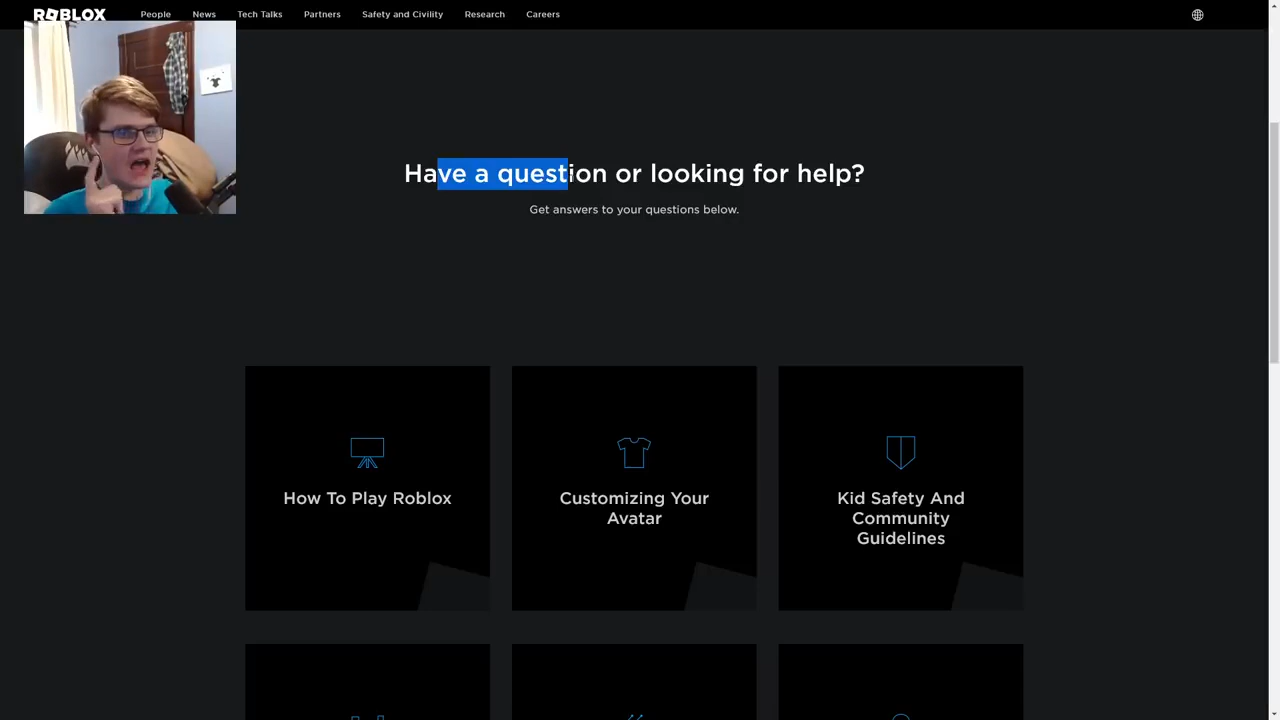 ROBLOX People News Tech Talks Partners Safety and Civility Research Careers
Have a question or looking for help?
Get answers to your questions below.
How To Play Roblox
Customizing Your
Avatar
Kid Safety And
Community
Guidelines